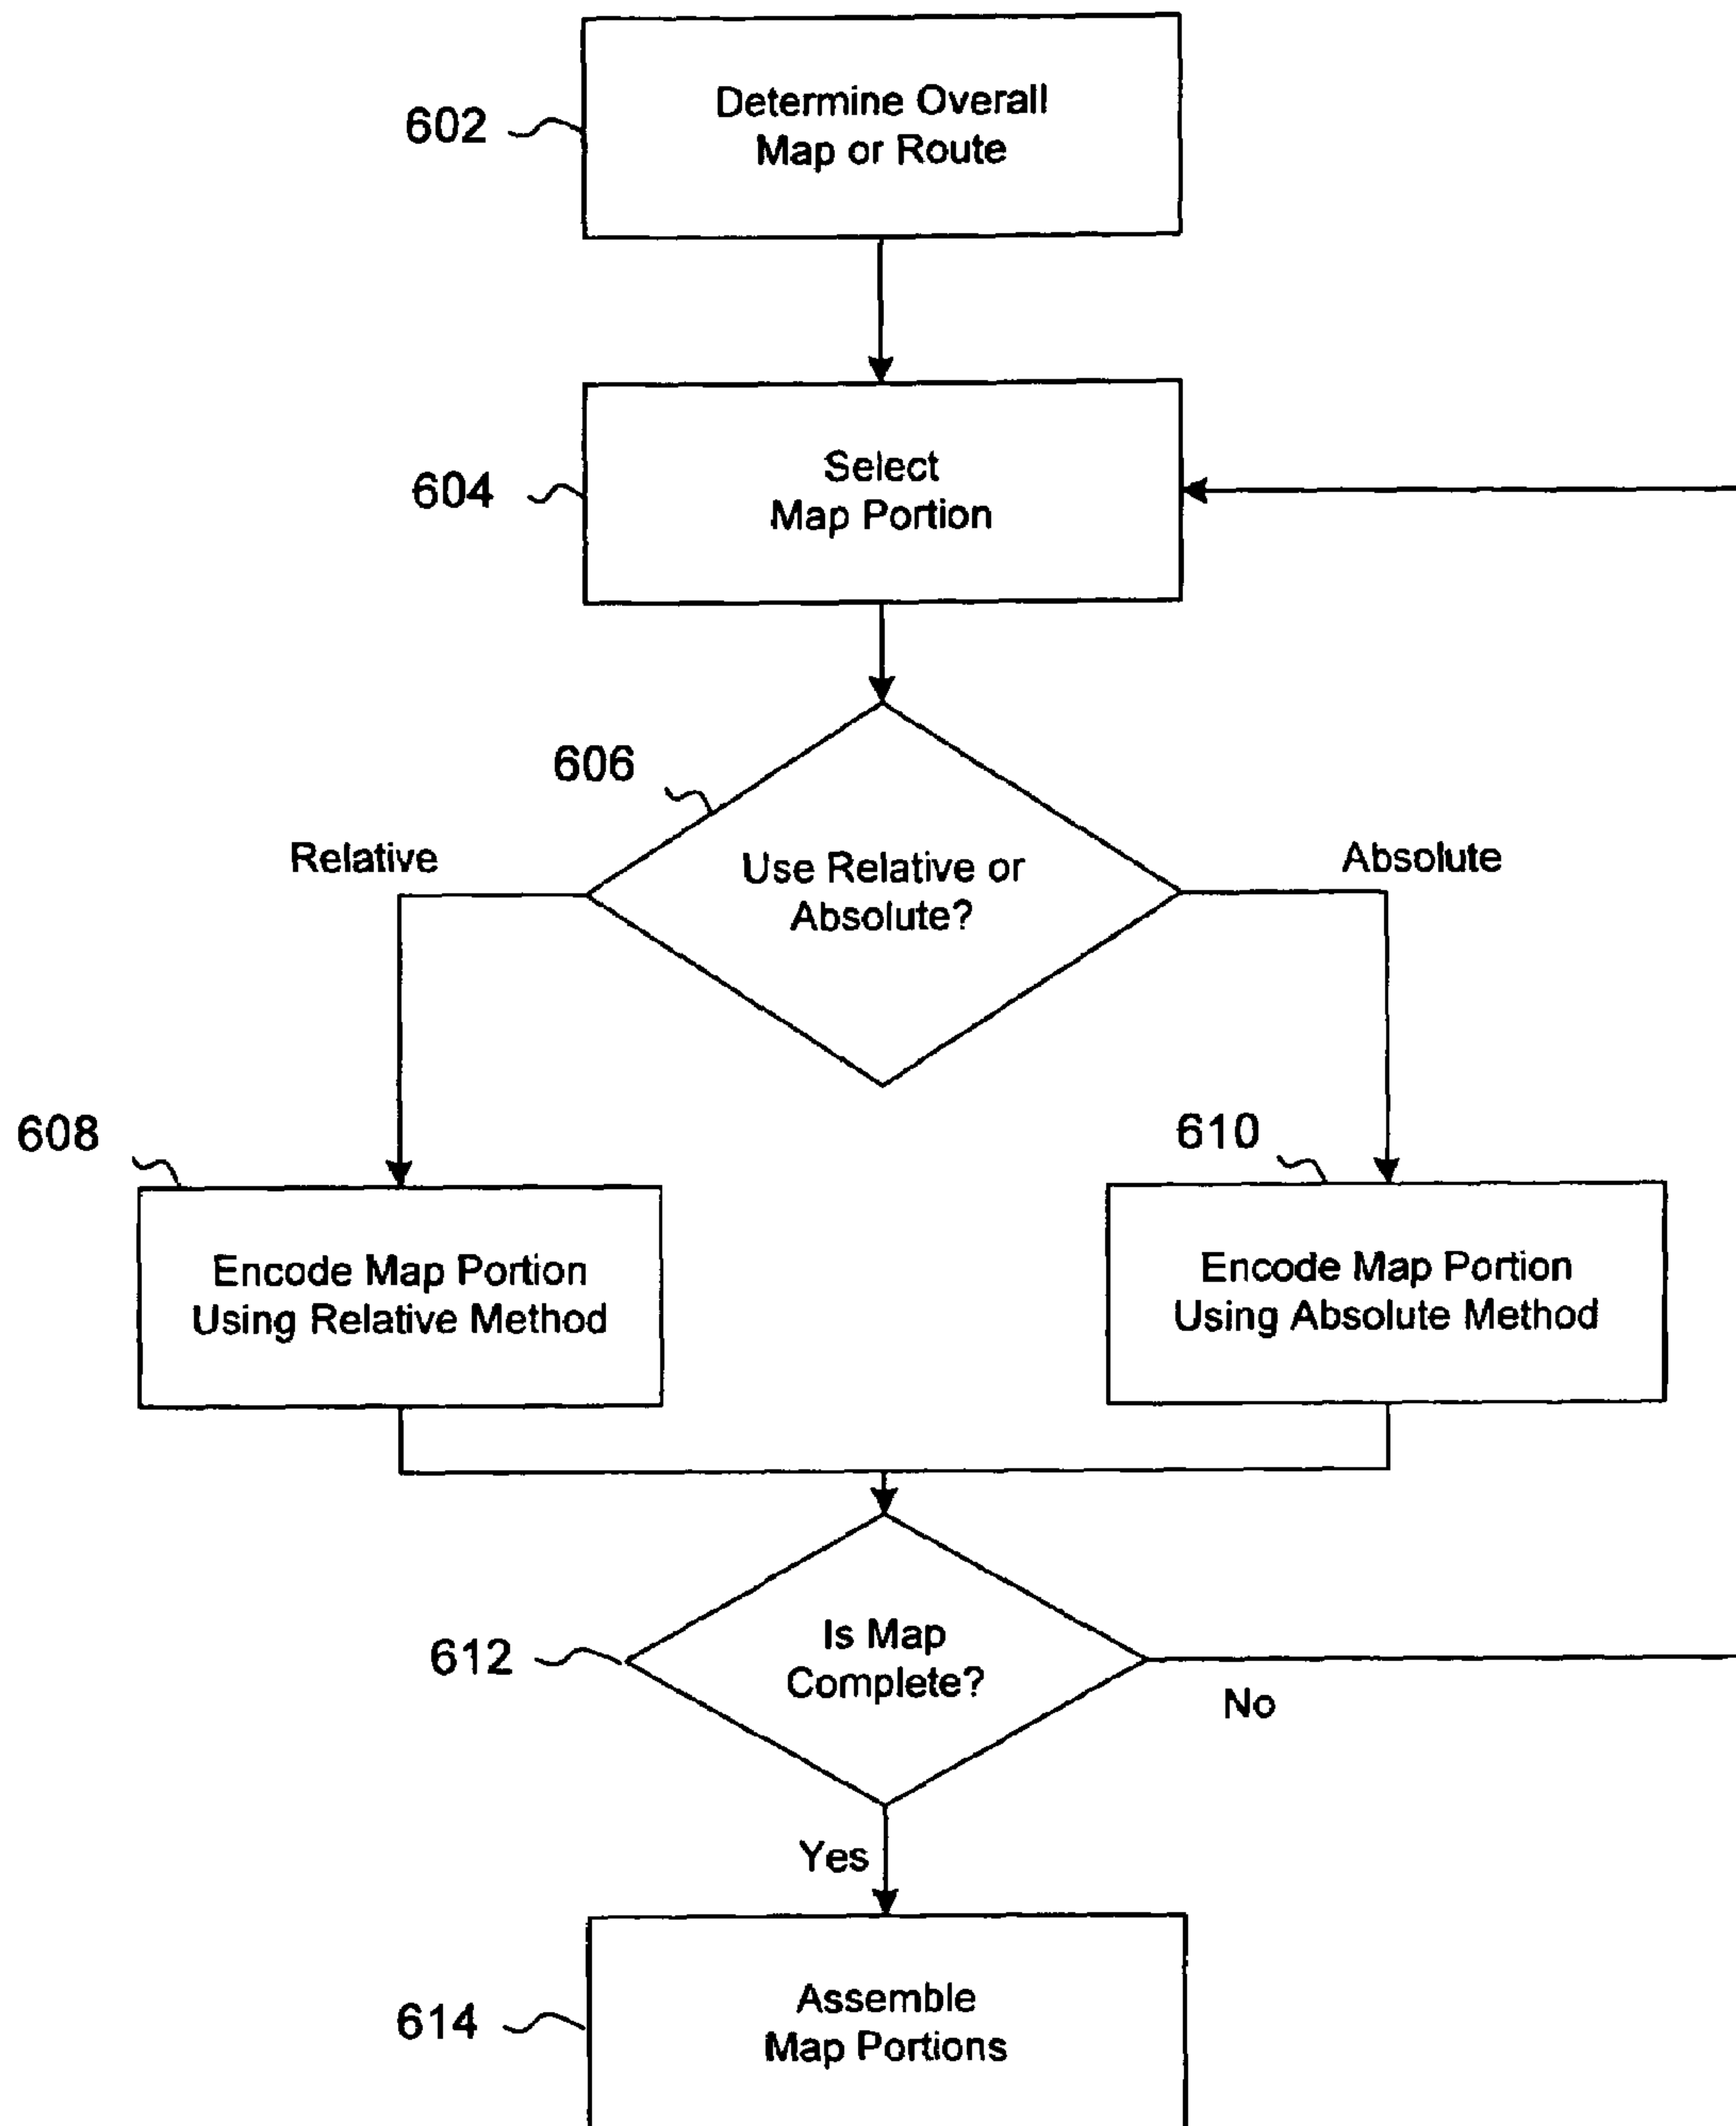 602
Determine Overall
Map or Route
604
Select
Map Portion
606
Relative
Use Relative or
Absolute?
Absolute
608
610
Encode Map Portion
Using Relative Method
Encode Map Portion
Using Absolute Method
612
Is Map
Complete?
No
Yes
614
Assemble
Map Portions